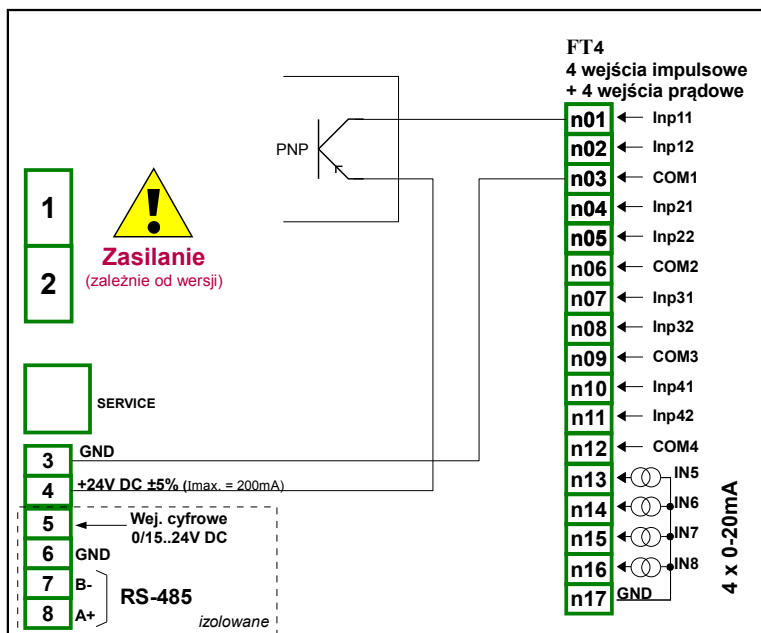 FT4
4 wejścia impulsowe
+ 4 wejścia prądowe
PNP
1
2
!
Zasilanie
(zależnie od wersji)
SERVICE
3 GND
4 +24V DC ±5% (Imax. = 200mA)
5 Wej. cyfrowe
0/15..24V DC
6 GND
7 B-
8 A+
RS-485
izolowane
n01 Inp11
n02 Inp12
n03 COM1
n04 Inp21
n05 Inp22
n06 COM2
n07 Inp31
n08 Inp32
n09 COM3
n10 Inp41
n11 Inp42
n12 COM4
n13 IN5
n14 IN6
n15 IN7
n16 IN8
n17 GND
4 x 0-20mA